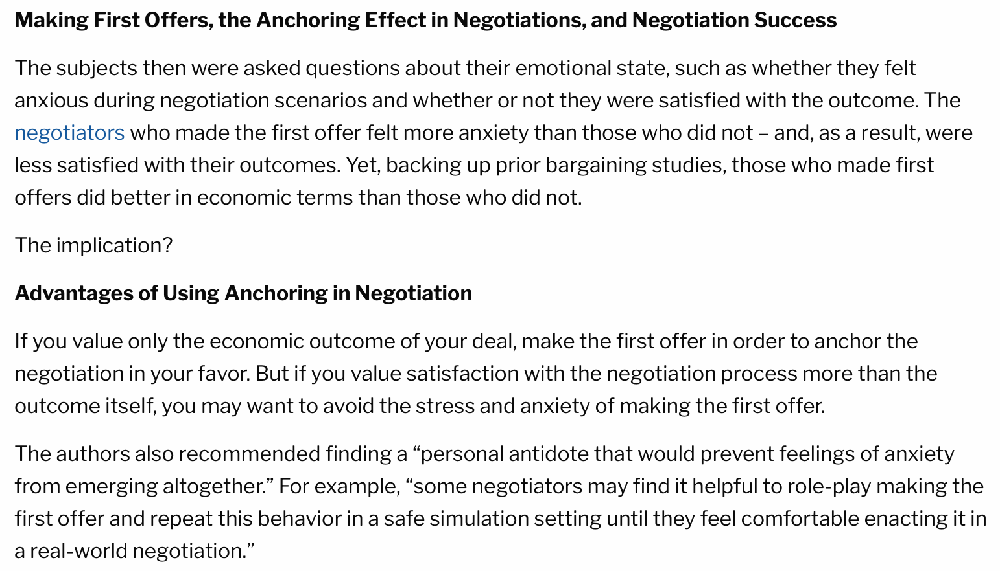 Making First Offers, the Anchoring Effect in Negotiations, and Negotiation Success
The subjects then were asked questions about their emotional state, such as whether they felt
anxious during negotiation scenarios and whether or not they were satisfied with the outcome. The
negotiators who made the first offer felt more anxiety than those who did not – and, as a result, were
less satisfied with their outcomes. Yet, backing up prior bargaining studies, those who made first
offers did better in economic terms than those who did not.
The implication?
Advantages of Using Anchoring in Negotiation
If you value only the economic outcome of your deal, make the first offer in order to anchor the
negotiation in your favor. But if you value satisfaction with the negotiation process more than the
outcome itself, you may want to avoid the stress and anxiety of making the first offer.
The authors also recommended finding a “personal antidote that would prevent feelings of anxiety
from emerging altogether.” For example, “some negotiators may find it helpful to role-play making the
first offer and repeat this behavior in a safe simulation setting until they feel comfortable enacting it in
a real-world negotiation.”